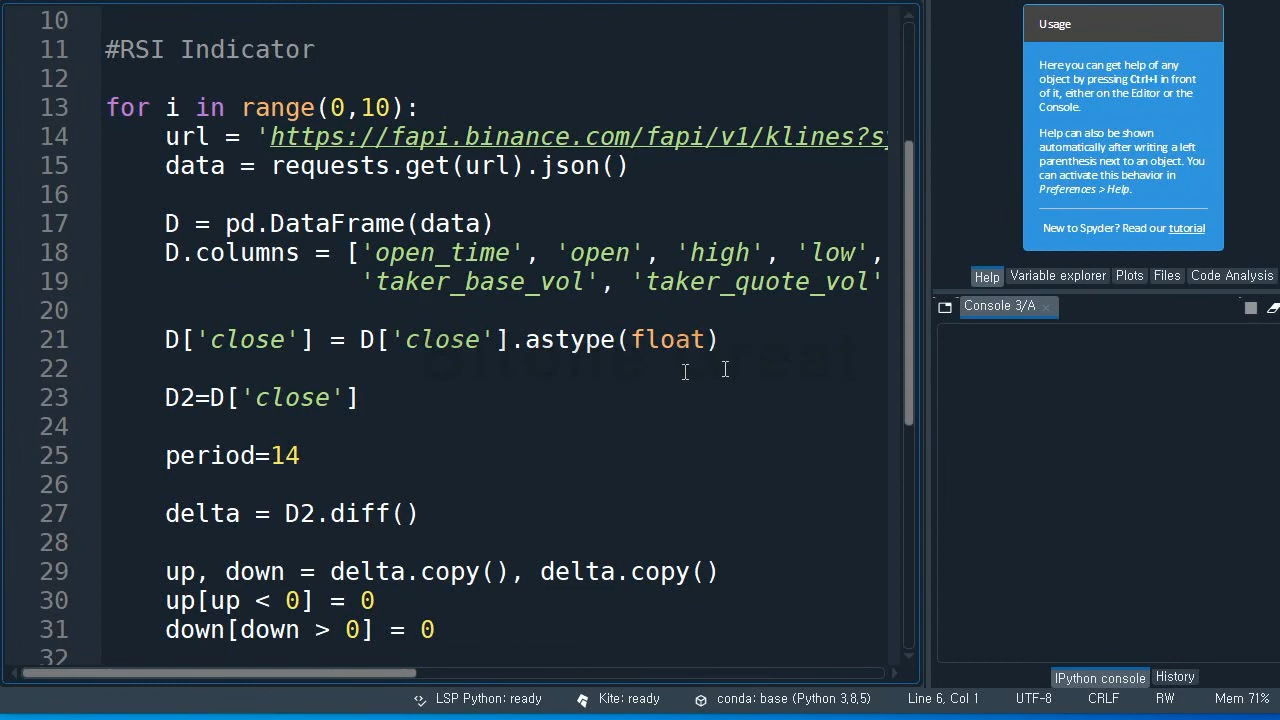 10
11 #RSI Indicator
12
13 for i in range(0,10):
14 url = 'https://fapi.binance.com/fapi/v1/klines?s
15 data = requests.get(url).json()
16
17 D = pd.DataFrame(data)
18 D.columns = ['open_time', 'open', 'high', 'low',
19 'taker_base_vol', 'taker_quote_vol'
20
21 D['close'] = D['close'].astype(float)
22
23 D2=D['close']
24
25 period=14
26
27 delta = D2.diff()
28
29 up, down = delta.copy(), delta.copy()
30 up[up < 0] = 0
31 down[down > 0] = 0
32
Usage
Here you can get help of any
object by pressing Ctrl+I in front
of it, either on the Editor or the
Console.
Help can also be shown
automatically after writing a left
parenthesis next to an object. You
can activate this behavior in
Preferences > Help.
New to Spyder? Read our tutorial
Help Variable explorer Plots Files Code Analysis
Console 3/A
IPython console History
LSP Python: ready Kite: ready conda: base (Python 3,8,5) Line 6, Col 1 UTF-8 CRLF RW Mem 71%